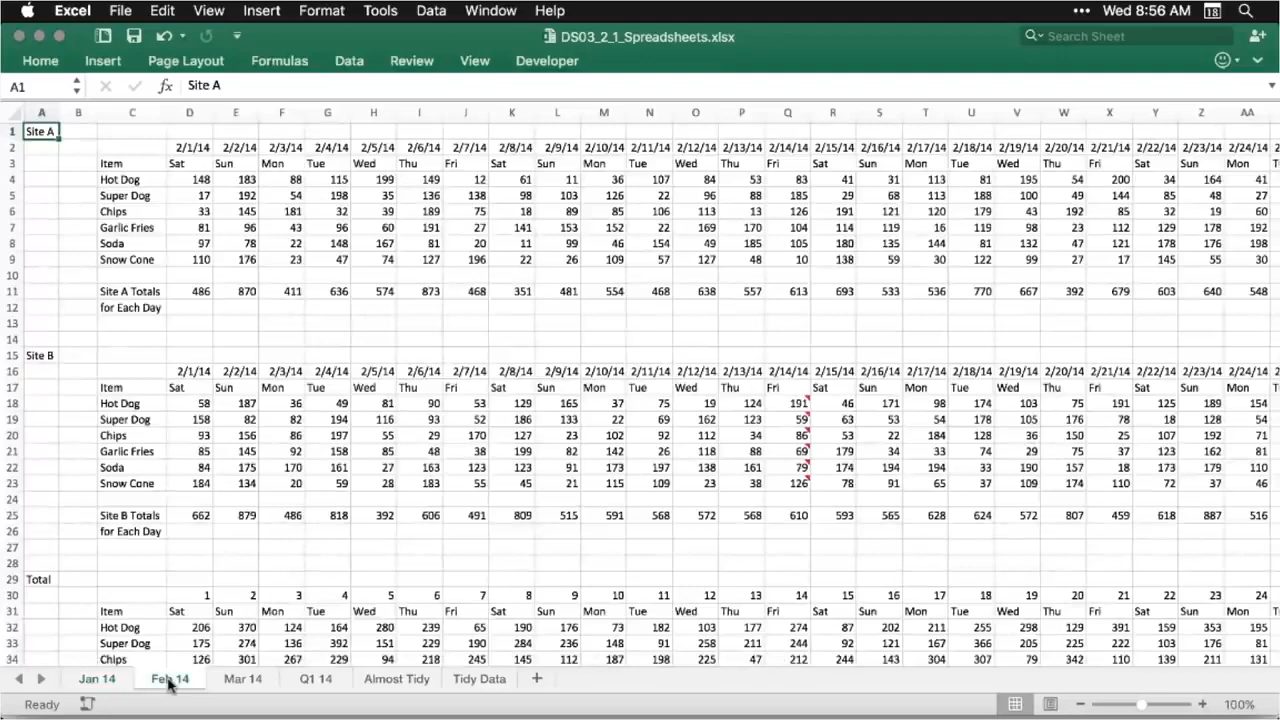 Excel File Edit View Insert Format Tools Data Window Help Wed 8:56 AM 18
DS03_2_1_Spreadsheets.xlsx Search Sheet
Home Insert Page Layout Formulas Data Review View Developer
A1 fx Site A
A B C D E F G H I J K L M N O P Q R S T U V W X Y Z AA
1 Site A
2 2/1/14 2/2/14 2/3/14 2/4/14 2/5/14 2/6/14 2/7/14 2/8/14 2/9/14 2/10/14 2/11/14 2/12/14 2/13/14 2/14/14 2/15/14 2/16/14 2/17/14 2/18/14 2/19/14 2/20/14 2/21/14 2/22/14 2/23/14 2/24/14
3 Item Sat Sun Mon Tue Wed Thu Fri Sat Sun Mon Tue Wed Thu Fri Sat Sun Mon Tue Wed Thu Fri Sat Sun Mon
4 Hot Dog 148 183 88 115 199 149 12 61 11 36 107 84 53 83 41 31 113 81 195 54 200 34 164 41
5 Super Dog 17 192 54 198 35 136 138 98 103 126 22 96 88 185 29 68 113 188 100 49 144 85 48 27
6 Chips 33 145 181 32 39 189 75 18 89 85 106 113 13 126 191 121 120 179 43 192 85 32 19 60
7 Garlic Fries 81 96 43 96 60 191 27 141 153 152 22 169 170 104 114 119 16 119 98 23 112 129 178 192
8 Soda 97 78 22 148 167 81 20 11 99 46 154 49 185 105 180 135 144 81 132 47 121 178 176 198
9 Snow Cone 110 176 23 47 74 127 196 22 26 109 57 127 48 10 138 59 30 122 99 27 17 145 55 30
10
11 Site A Totals 486 870 411 636 574 873 468 351 481 554 468 638 557 613 693 533 536 770 667 392 679 603 640 548
12 for Each Day
13
14
15 Site B
16 2/1/14 2/2/14 2/3/14 2/4/14 2/5/14 2/6/14 2/7/14 2/8/14 2/9/14 2/10/14 2/11/14 2/12/14 2/13/14 2/14/14 2/15/14 2/16/14 2/17/14 2/18/14 2/19/14 2/20/14 2/21/14 2/22/14 2/23/14 2/24/14
17 Item Sat Sun Mon Tue Wed Thu Fri Sat Sun Mon Tue Wed Thu Fri Sat Sun Mon Tue Wed Thu Fri Sat Sun Mon
18 Hot Dog 58 187 36 49 81 90 53 129 165 37 75 19 124 191 46 171 98 174 103 75 191 125 189 154
19 Super Dog 158 82 82 194 116 93 52 186 133 22 69 162 123 59 63 53 54 178 105 176 78 18 128 54
20 Chips 93 156 86 197 55 29 170 127 23 102 92 112 34 86 53 22 184 128 36 150 25 107 192 71
21 Garlic Fries 85 145 92 158 85 48 38 199 82 142 26 118 88 69 179 34 33 74 29 75 37 123 162 81
22 Soda 84 175 170 161 27 163 123 123 91 173 197 138 161 79 174 194 194 33 190 157 18 173 179 110
23 Snow Cone 184 134 20 59 28 183 55 45 21 115 109 23 38 126 78 91 65 37 109 174 110 72 37 46
24
25 Site B Totals 662 879 486 818 392 606 491 809 515 591 568 572 568 610 593 565 628 624 572 807 459 618 887 516
26 for Each Day
27
28
29 Total
30 1 2 3 4 5 6 7 8 9 10 11 12 13 14 15 16 17 18 19 20 21 22 23 24
31 Item Sat Sun Mon Tue Wed Thu Fri Sat Sun Mon Tue Wed Thu Fri Sat Sun Mon Tue Wed Thu Fri Sat Sun Mon
32 Hot Dog 206 370 124 164 280 239 65 190 176 73 182 103 177 274 87 202 211 255 298 129 391 159 353 195
33 Super Dog 175 274 136 392 151 229 190 284 236 148 91 258 211 244 92 121 167 366 205 225 222 103 176 81
34 Chips 126 301 267 229 94 218 245 145 112 187 198 225 47 212 244 143 304 307 79 342 110 139 211 131
Jan 14 Feb 14 Mar 14 Q1 14 Almost Tidy Tidy Data +
Ready 100%